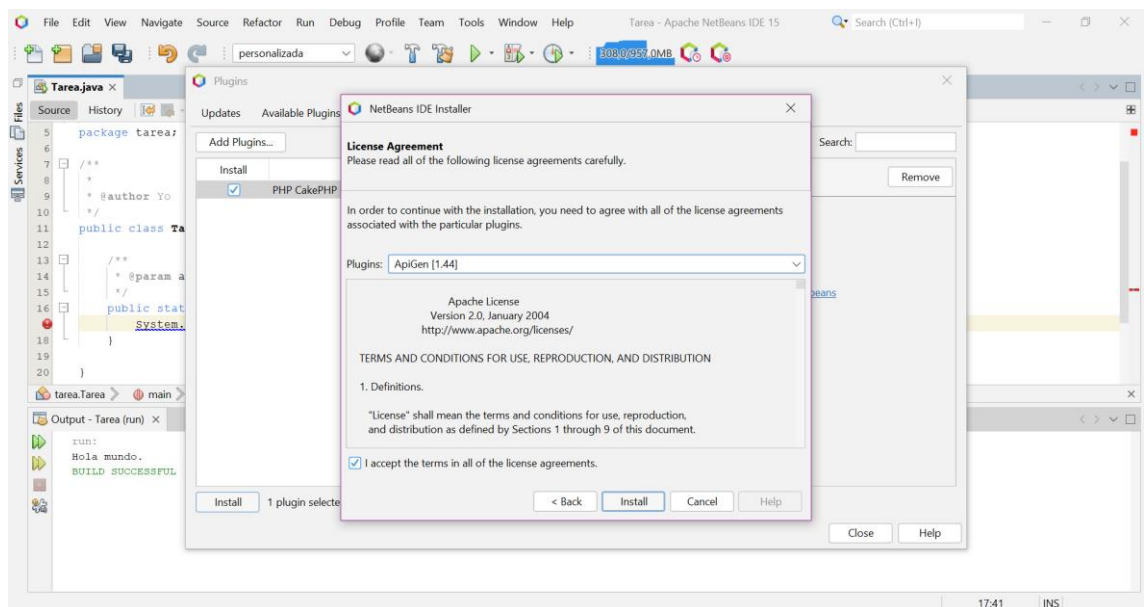 File Edit View Navigate Source Refactor Run Debug Profile Team Tools Window Help Tarea - Apache NetBeans IDE 15 Search (Ctrl+I)
personalizada 308,0/957,0MB
Tarea.java
Source History
Files
Services
5 package tarea;
6
7 /**
8 *
9 * @author Yo
10 */
11 public class Ta
12
13 /**
14 * @param a
15 */
16 public stat
System.
18 }
19
20 }
tarea.Tarea main
Output - Tarea (run)
run:
Hola mundo.
BUILD SUCCESSFUL
Plugins
Updates Available Plugins
Add Plugins... Search:
Install
PHP CakePHP
Remove
beans
Install 1 plugin selecte
Close Help
NetBeans IDE Installer
License Agreement
Please read all of the following license agreements carefully.
In order to continue with the installation, you need to agree with all of the license agreements
associated with the particular plugins.
Plugins: ApiGen [1.44]
Apache License
Version 2.0, January 2004
http://www.apache.org/licenses/
TERMS AND CONDITIONS FOR USE, REPRODUCTION, AND DISTRIBUTION
1. Definitions.
"License" shall mean the terms and conditions for use, reproduction,
and distribution as defined by Sections 1 through 9 of this document.
I accept the terms in all of the license agreements.
< Back Install Cancel Help
17:41 INS